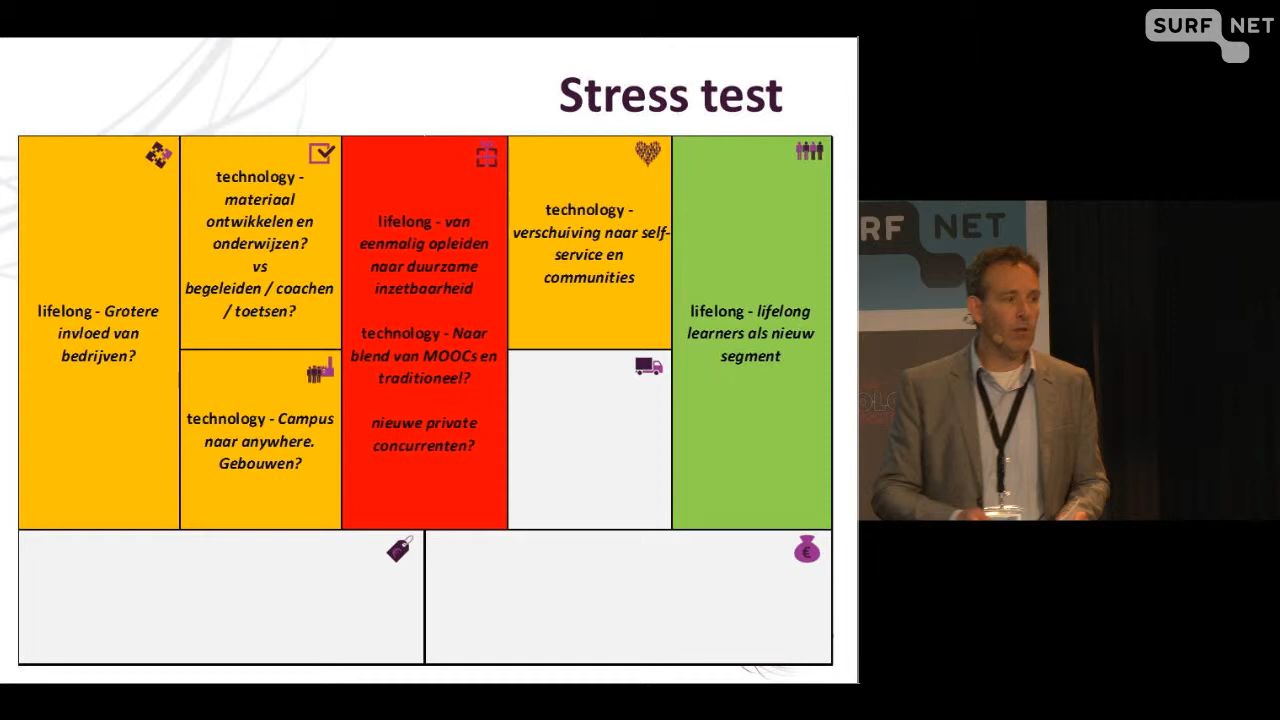 SURF NET
Stress test
lifelong - Grotere
invloed van
bedrijven?
technology -
materiaal
ontwikkelen en
onderwijzen?
vs
begeleiden / coachen
/ toetsen?
technology - Campus
naar anywhere.
Gebouwen?
lifelong - van
eenmalig opleiden
naar duurzame
inzetbaarheid
technology - Naar
blend van MOOCs en
traditioneel?
nieuwe private
concurrenten?
technology -
verschuiving naar self-
service en
communities
lifelong - lifelong
learners als nieuw
segment
€
RF NET